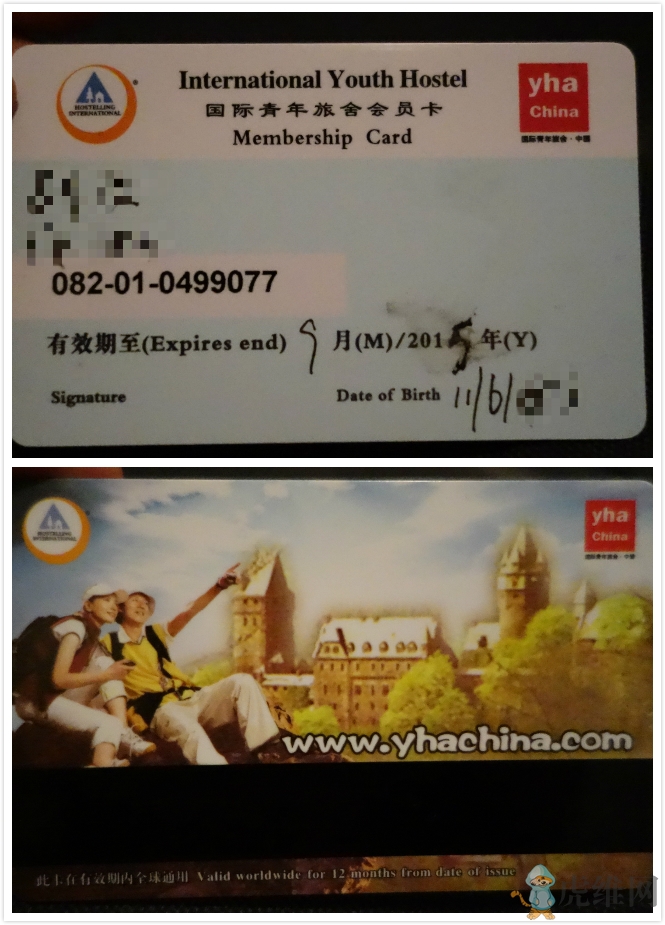 HOSTELLING
INTERNATIONAL
International Youth Hostel
国际青年旅舍会员卡
Membership Card
yha
China
国际青年旅舍·中国
082-01-0499077
有效期至(Expires end) 9 月(M)/2015 年(Y)
Signature
Date of Birth 11/6/
HOSTELLING
INTERNATIONAL
yha
China
国际青年旅舍·中国
www.yhachina.com
此卡在有效期内全球通用 Valid worldwide for 12 months from date of issue
虎维网